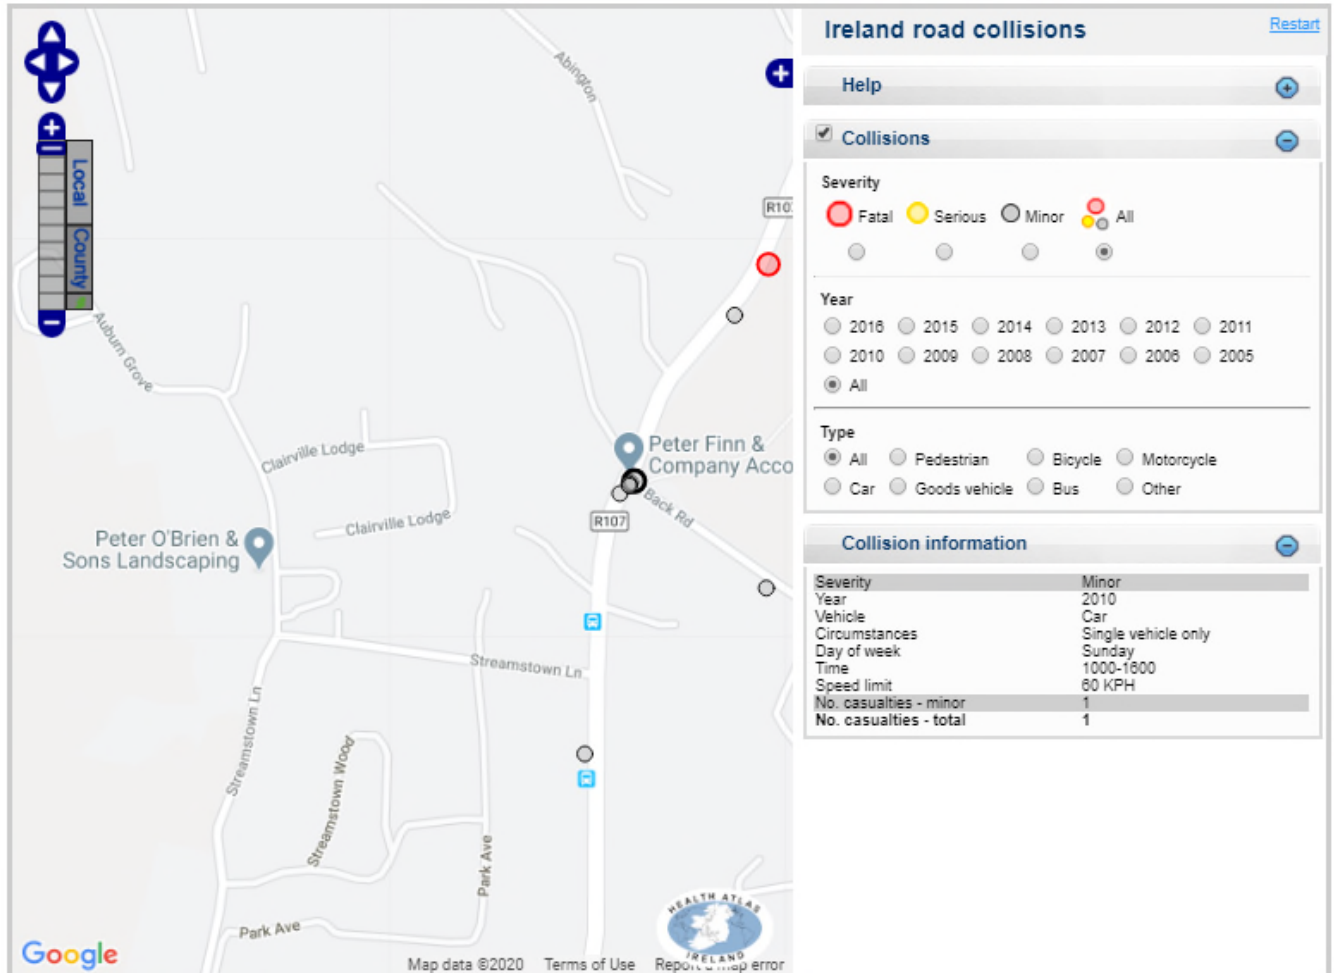 Ireland road collisions
Restart
Help
Collisions
Severity
Fatal Serious Minor All
Year
2016 2015 2014 2013 2012 2011
2010 2009 2008 2007 2006 2005
All
Type
All Pedestrian Bicycle Motorcycle
Car Goods vehicle Bus Other
Collision information
Severity Minor
Year 2010
Vehicle Car
Circumstances Single vehicle only
Day of week Sunday
Time 1000-1600
Speed limit 60 KPH
No. casualties - minor 1
No. casualties - total 1
Local
County
Abington
R10
Auburn Grove
Clairville Lodge
Clairville Lodge
Peter Finn &
Company Acco
Back Rd
R107
Peter O'Brien &
Sons Landscaping
Streamstown Ln
Streamstown Ln
Streamstown Wood
Park Ave
Park Ave
HEALTH ATLAS
IRELAND
Google
Map data ©2020 Terms of Use Report a map error